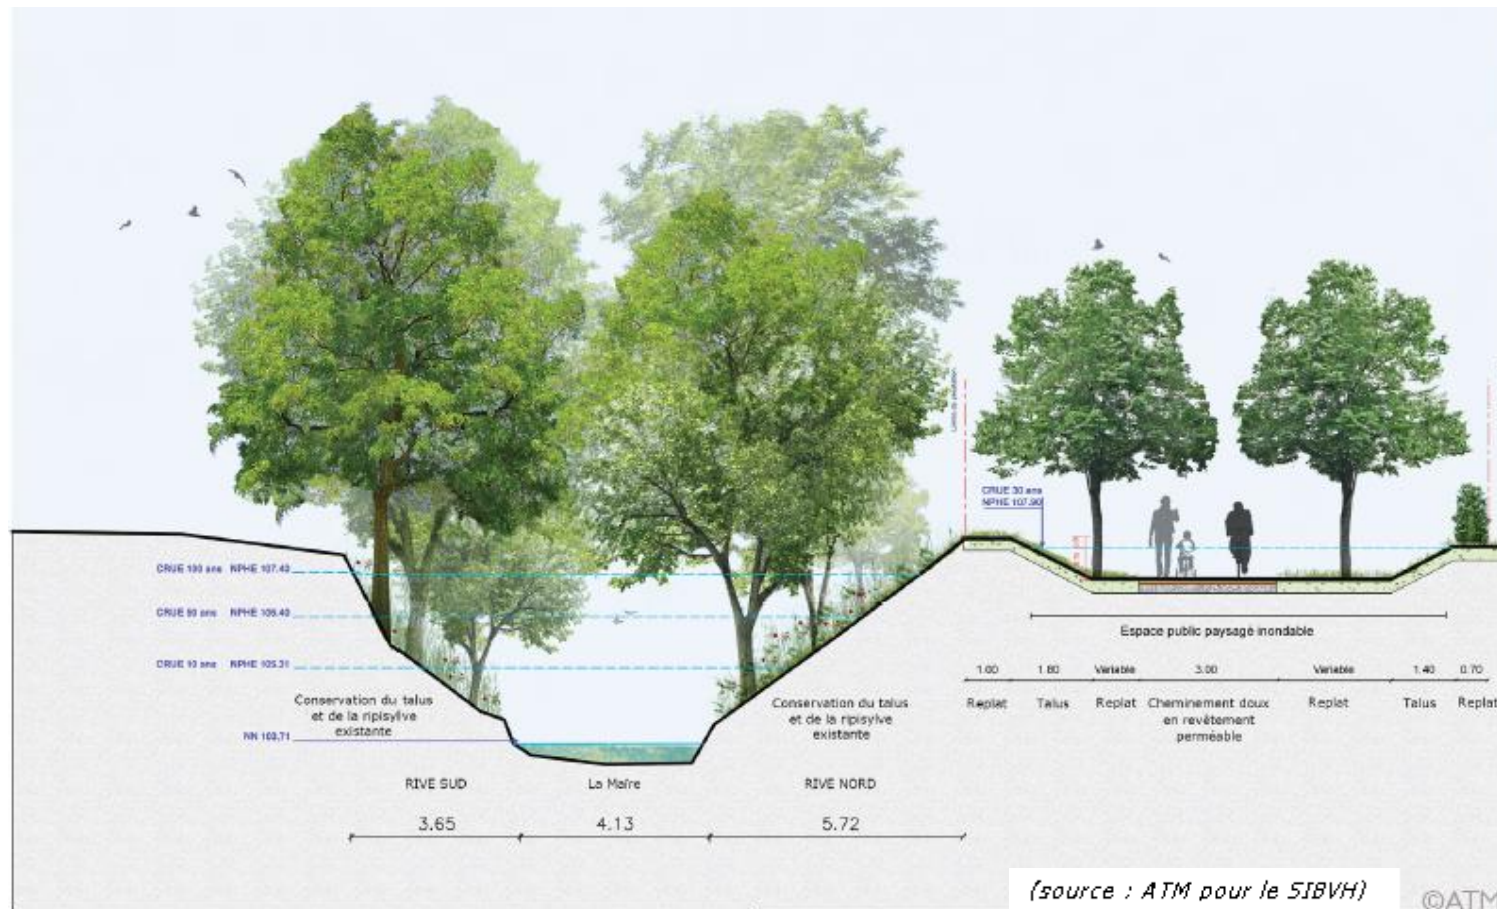 CRUE 30 ans
NPHE 107.90
CRUE 100 ans NPHE 107.40
CRUE 50 ans NPHE 106.40
CRUE 10 ans NPHE 105.31
NN 103.71
Conservation du talus
et de la ripisylve
existante
Conservation du talus
et de la ripisylve
existante
RIVE SUD
La Maïre
RIVE NORD
3.65
4.13
5.72
Espace public paysagé inondable
1.00
1.80
Variable
3.00
Variable
1.40
0.70
Replat
Talus
Replat
Cheminement doux
en revêtement
perméable
Replat
Talus
Replat
(source : ATM pour le SIBVH)
©ATM